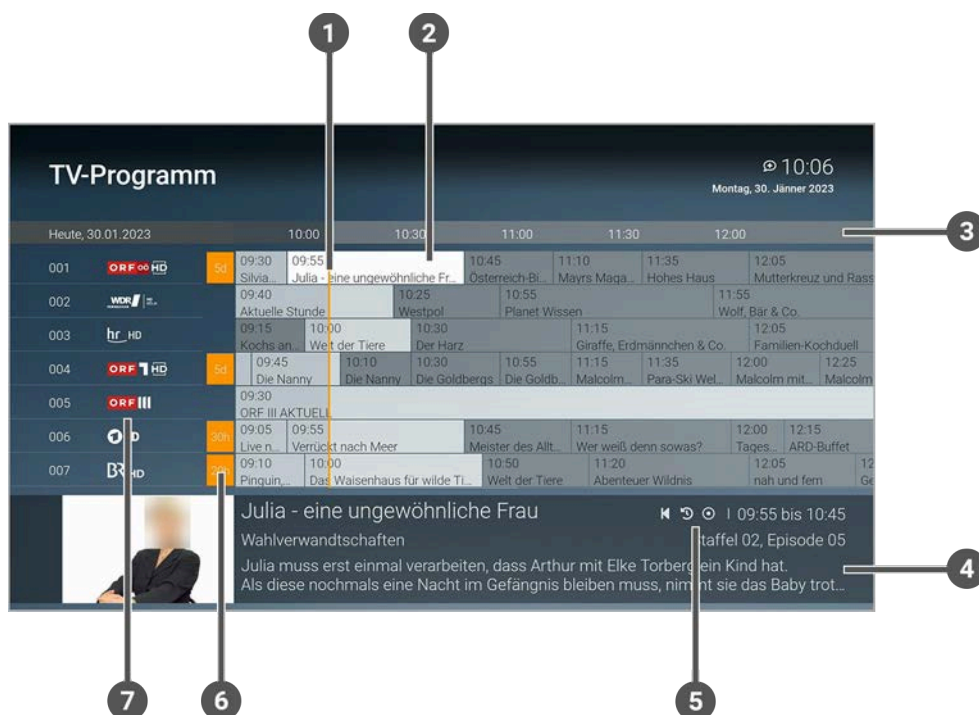 1
2
TV-Programm
10:06
Montag, 30. Jänner 2023
Heute, 30.01.2023
10:00
10:30
11:00
11:30
12:00
3
001
ORF HD
5d
09:30
Silvia...
09:55
Julia - eine ungewöhnliche Fr...
10:45
Österreich-Bi...
11:10
Mayrs Maga...
11:35
Hohes Haus
12:05
Mutterkreuz und Rass
002
WDR
09:40
Aktuelle Stunde
10:25
Westpol
10:55
Planet Wissen
11:55
Wolf, Bär & Co.
003
hr HD
09:15
Kochs an...
10:00
Welt der Tiere
10:30
Der Harz
11:15
Giraffe, Erdmännchen & Co.
12:05
Familien-Kochduell
004
ORF 1 HD
5d
09:45
Die Nanny
10:10
Die Nanny
10:30
Die Goldbergs
10:55
Die Goldb...
11:15
Malcolm...
11:35
Para-Ski Wel...
12:00
Malcolm mit...
12:25
Malcolm
005
ORF III
09:30
ORF III AKTUELL
006
30h
09:05
Live n...
09:55
Verrückt nach Meer
10:45
Meister des Allt...
11:15
Wer weiß denn sowas?
12:00
Tages...
12:15
ARD-Buffet
007
BR HD
09:10
Pinguin,...
10:00
Das Waisenhaus für wilde Ti...
10:50
Welt der Tiere
11:20
Abenteuer Wildnis
12:05
nah und fern
12
Ge
Julia - eine ungewöhnliche Frau
09:55 bis 10:45
Wahlverwandtschaften
Staffel 02, Episode 05
Julia muss erst einmal verarbeiten, dass Arthur mit Elke Torberg ein Kind hat.
Als diese nochmals eine Nacht im Gefängnis bleiben muss, nimmt sie das Baby trot...
4
7
6
5